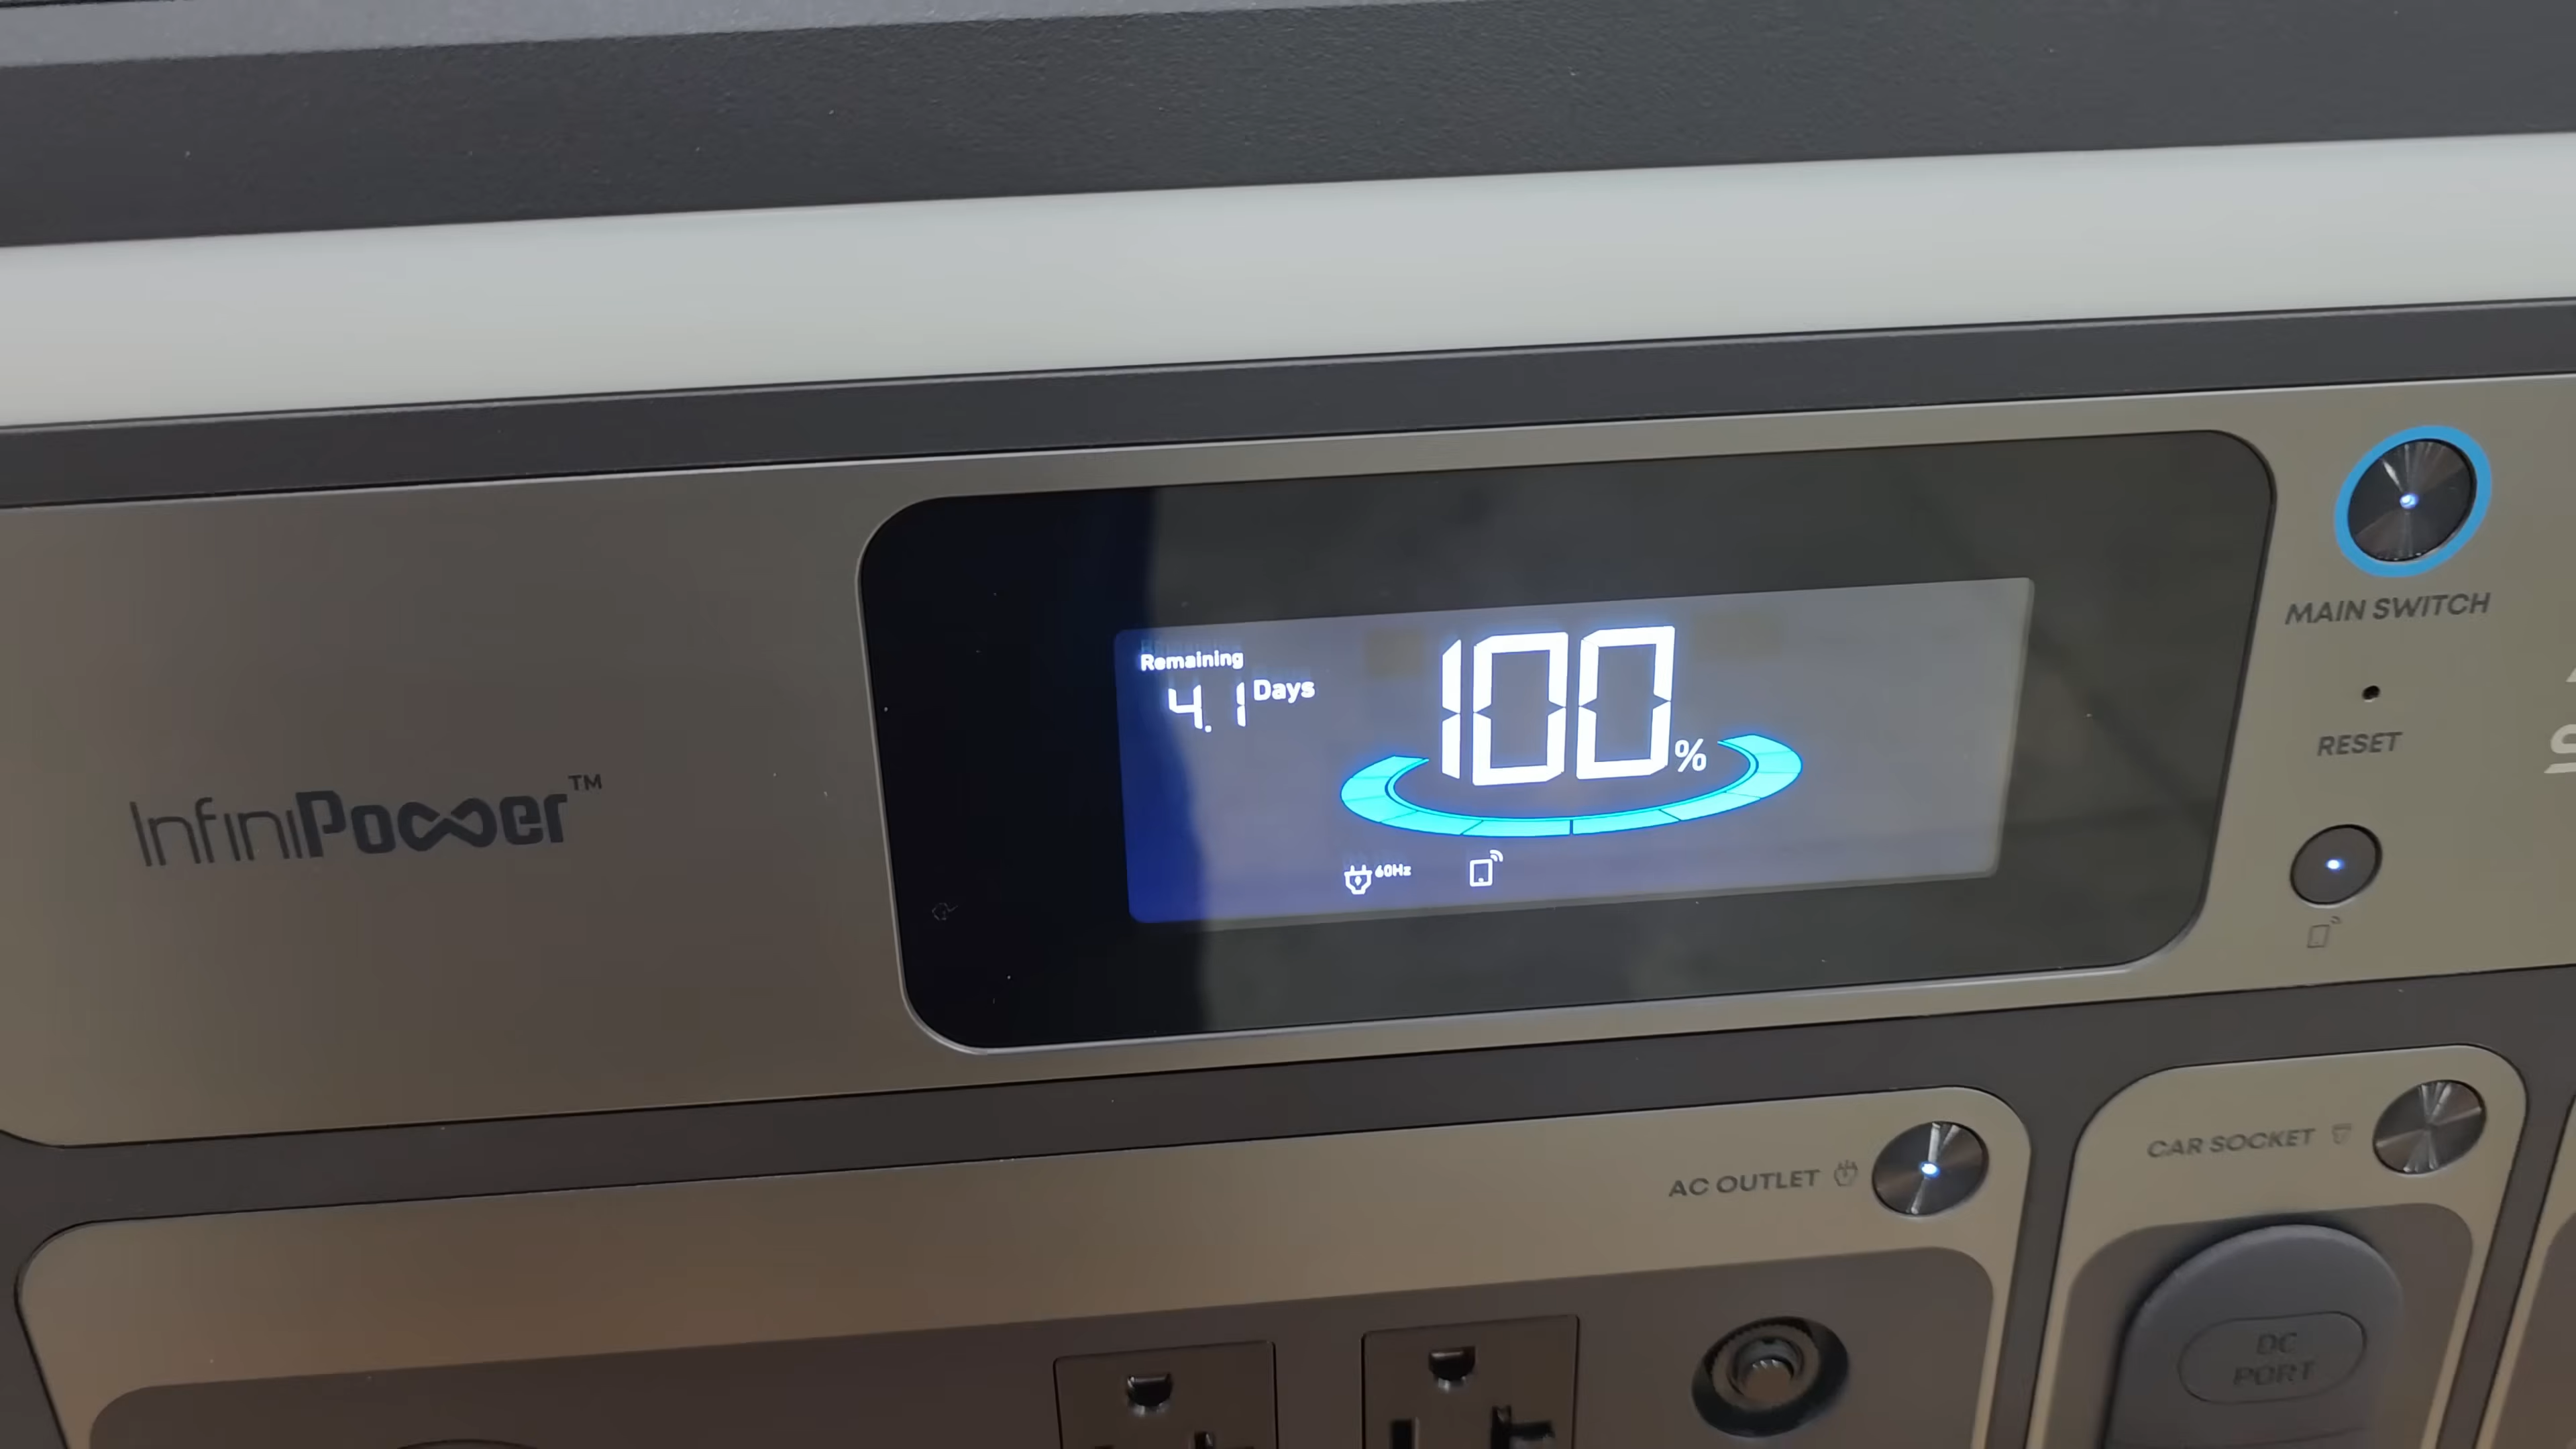 InfiniPower™
Remaining
4.1 Days
100%
60Hz
MAIN SWITCH
RESET
AC OUTLET
CAR SOCKET
DC
PORT